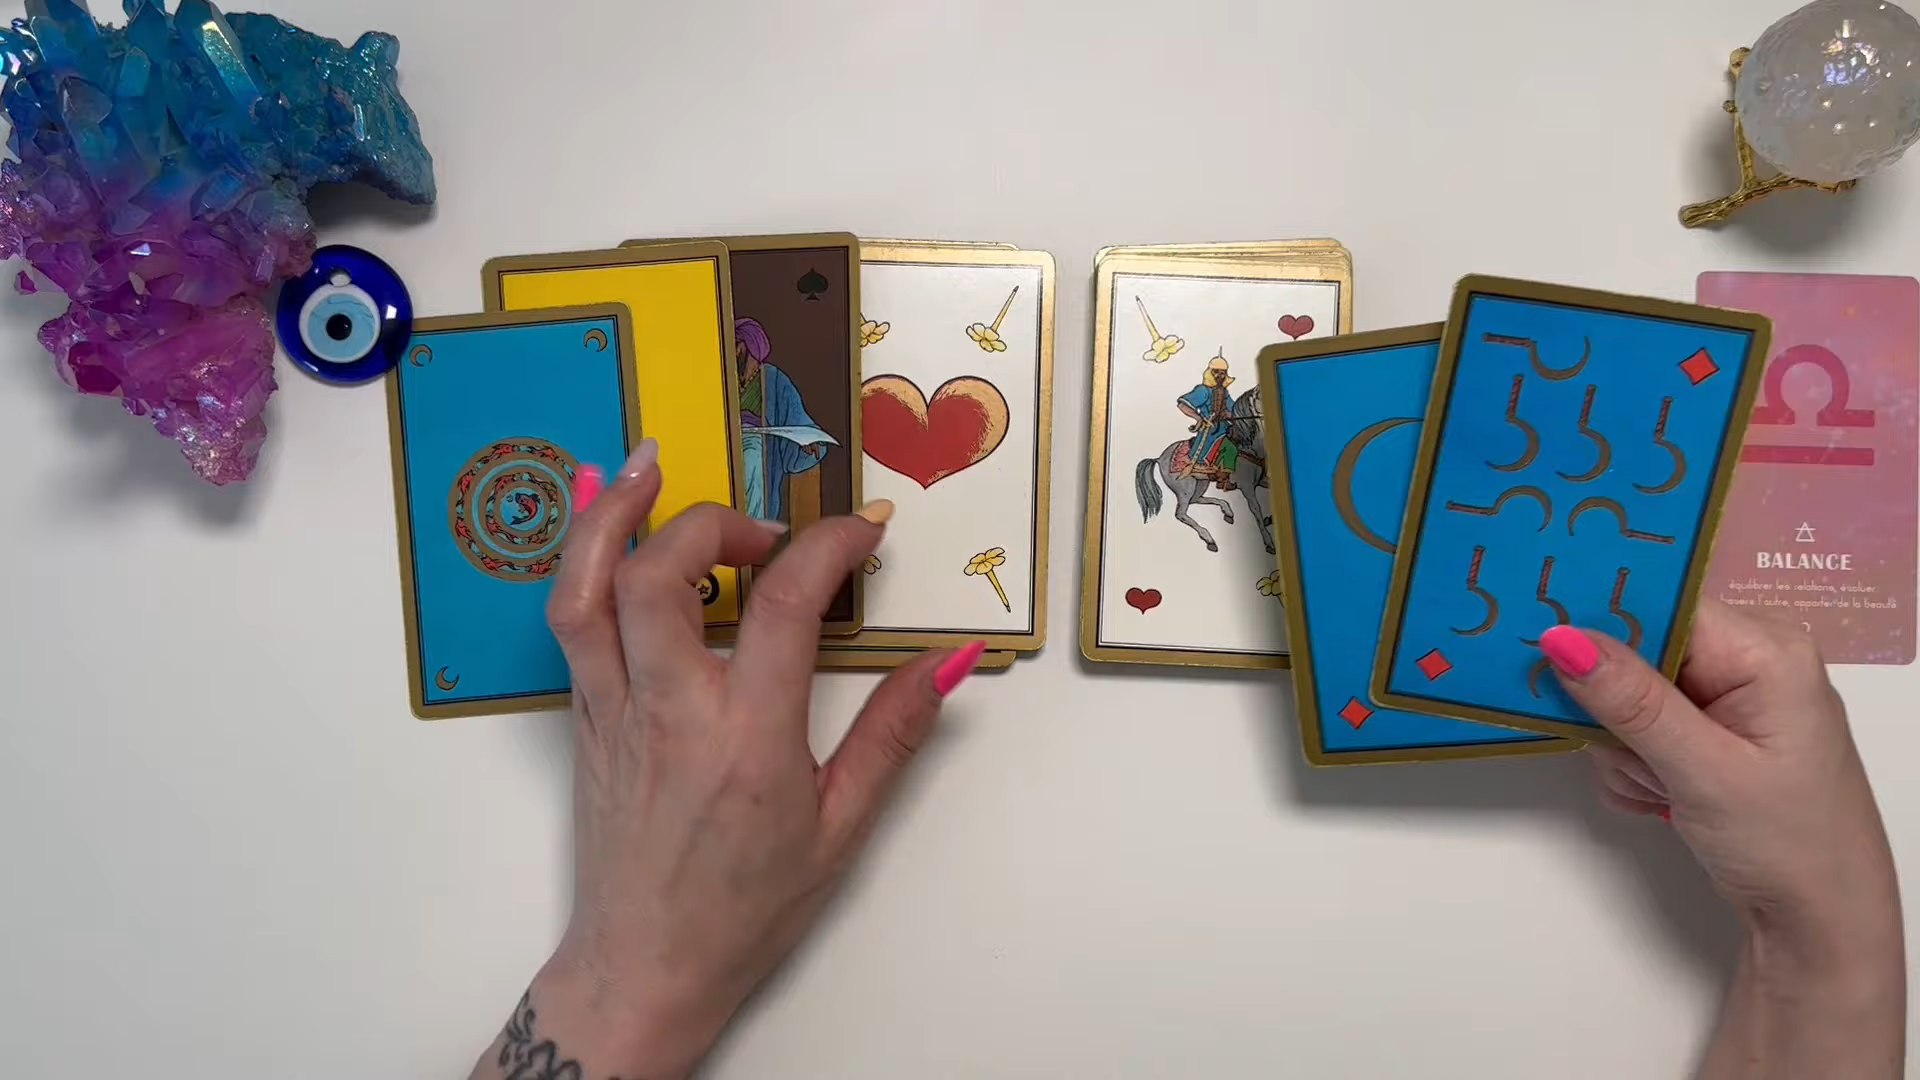 BALANCE
équilibrer les relations, évoluer
l'autre, apporter de la beauté